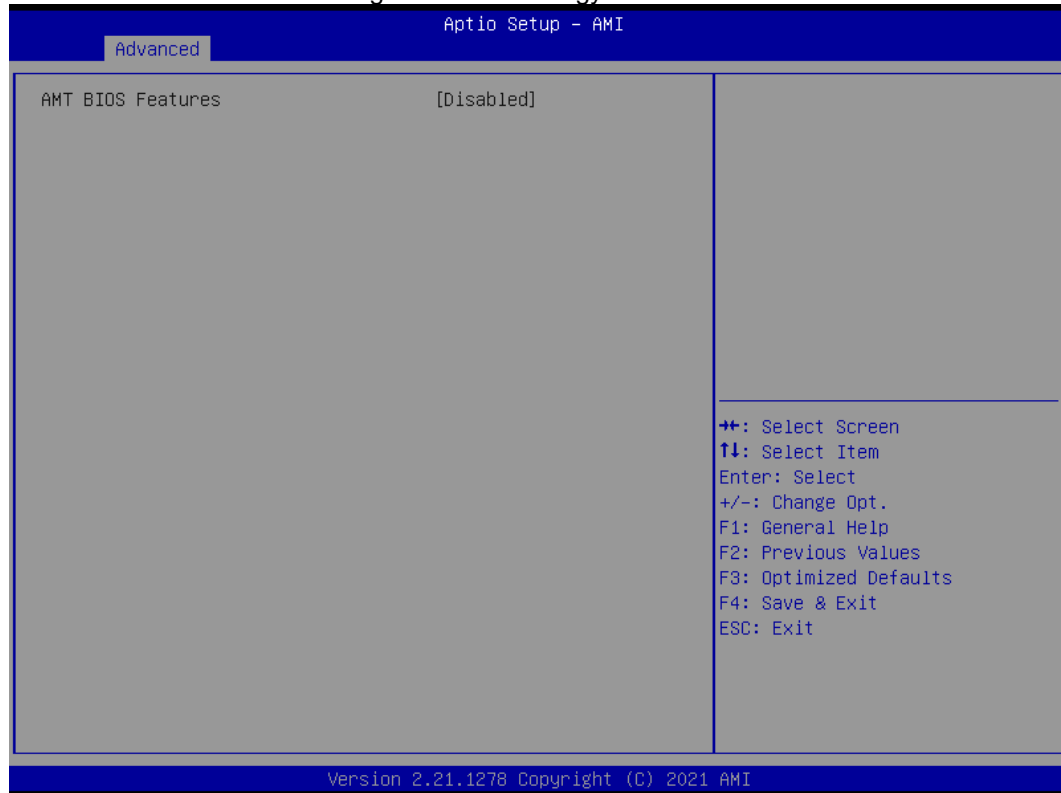 Aptio Setup – AMI
Advanced
AMT BIOS Features [Disabled]
→←: Select Screen
↑↓: Select Item
Enter: Select
+/-: Change Opt.
F1: General Help
F2: Previous Values
F3: Optimized Defaults
F4: Save & Exit
ESC: Exit
Version 2.21.1278 Copyright (C) 2021 AMI